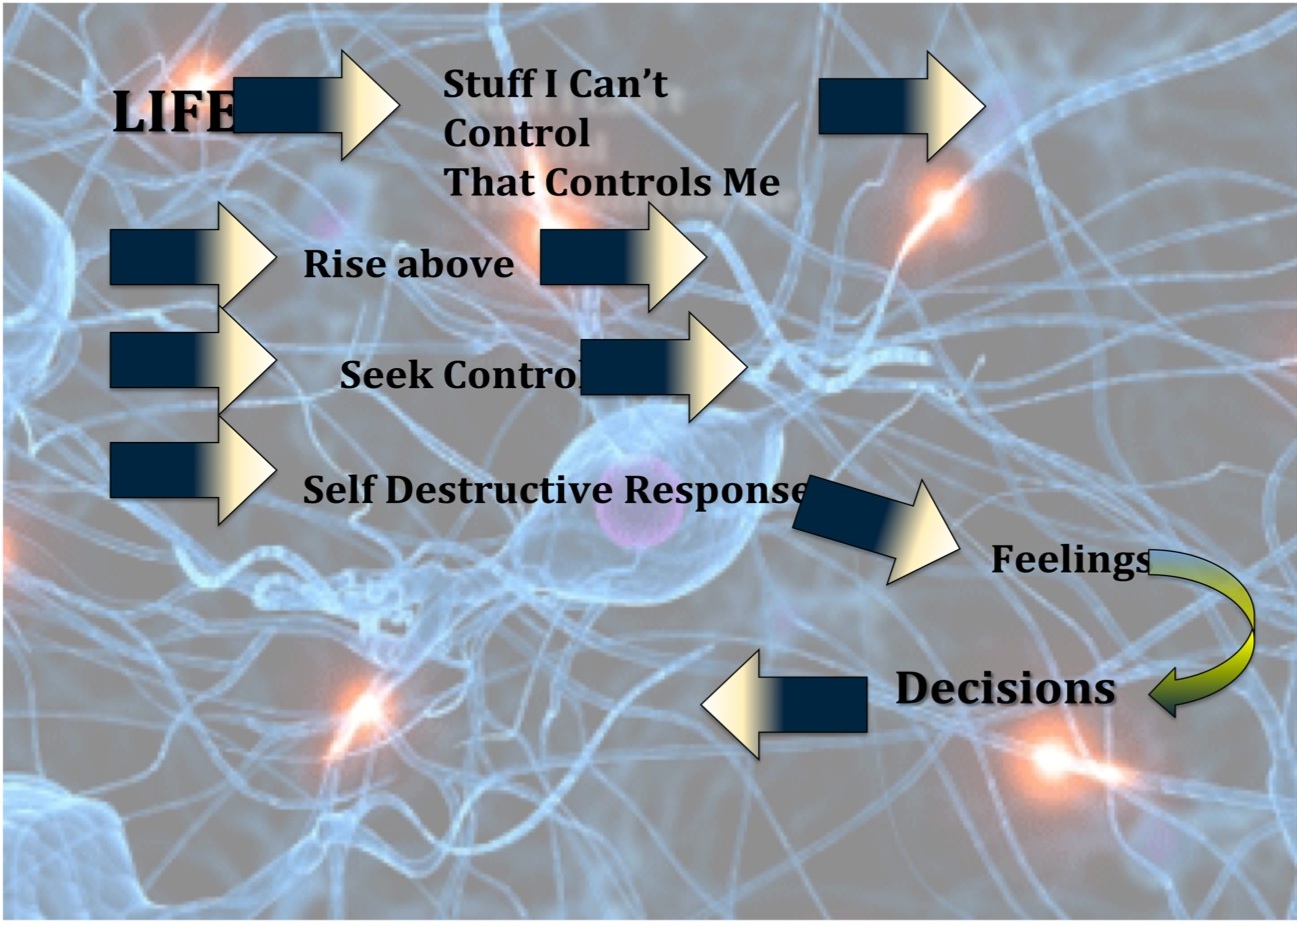 LIFE
Stuff I Can't
Control
That Controls Me
Rise above
Seek Control
Self Destructive Response
Feelings
Decisions